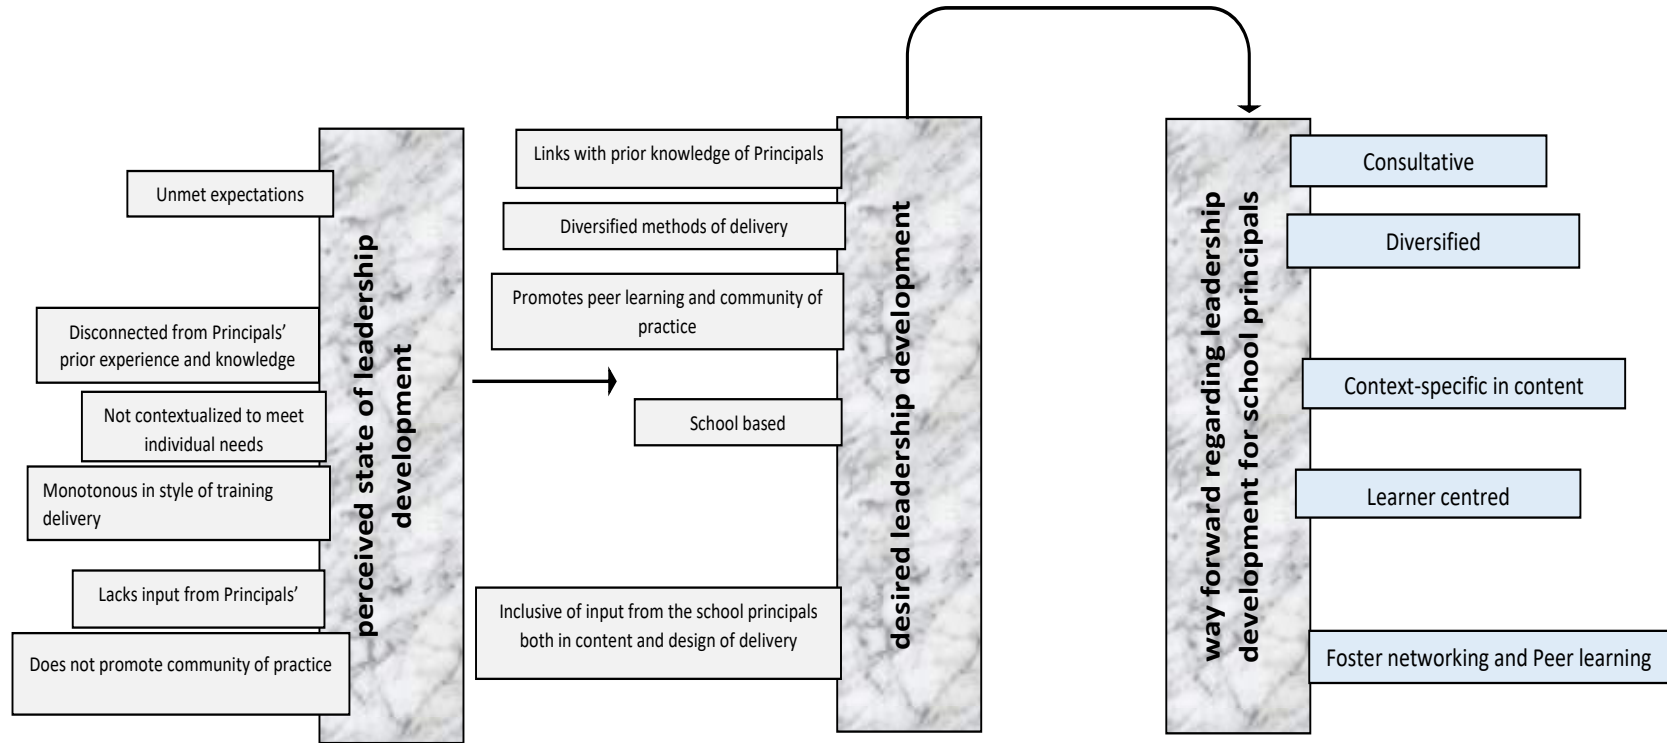 perceived state of leadership
development
Unmet expectations
Disconnected from Principals’
prior experience and knowledge
Not contextualized to meet
individual needs
Monotonous in style of training
delivery
Lacks input from Principals’
Does not promote community of practice
desired leadership development
Links with prior knowledge of Principals
Diversified methods of delivery
Promotes peer learning and community of
practice
School based
Inclusive of input from the school principals
both in content and design of delivery
way forward regarding leadership
development for school principals
Consultative
Diversified
Context-specific in content
Learner centred
Foster networking and Peer learning